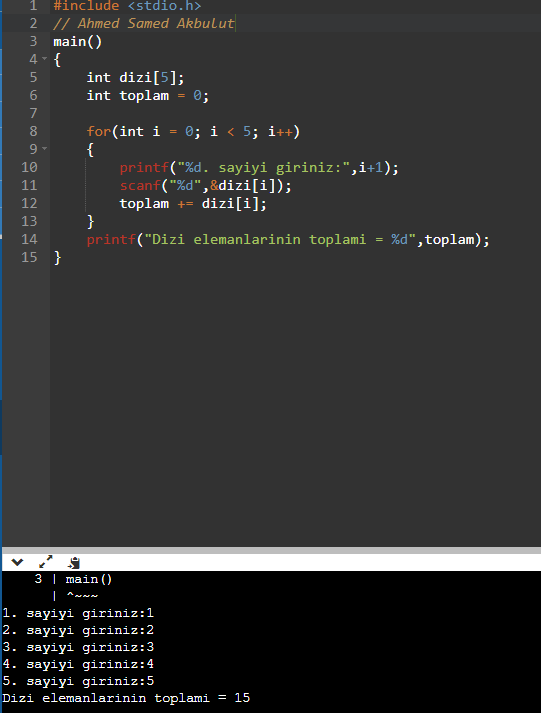 1 #include <stdio.h>
2 // Ahmed Samed Akbulut
3 main()
4 {
5 int dizi[5];
6 int toplam = 0;
7
8 for(int i = 0; i < 5; i++)
9 {
10 printf("%d. sayiyi giriniz:",i+1);
11 scanf("%d",&dizi[i]);
12 toplam += dizi[i];
13 }
14 printf("Dizi elemanlarinin toplami = %d",toplam);
15 }
3 | main()
| ^~~~
1. sayiyi giriniz:1
2. sayiyi giriniz:2
3. sayiyi giriniz:3
4. sayiyi giriniz:4
5. sayiyi giriniz:5
Dizi elemanlarinin toplami = 15